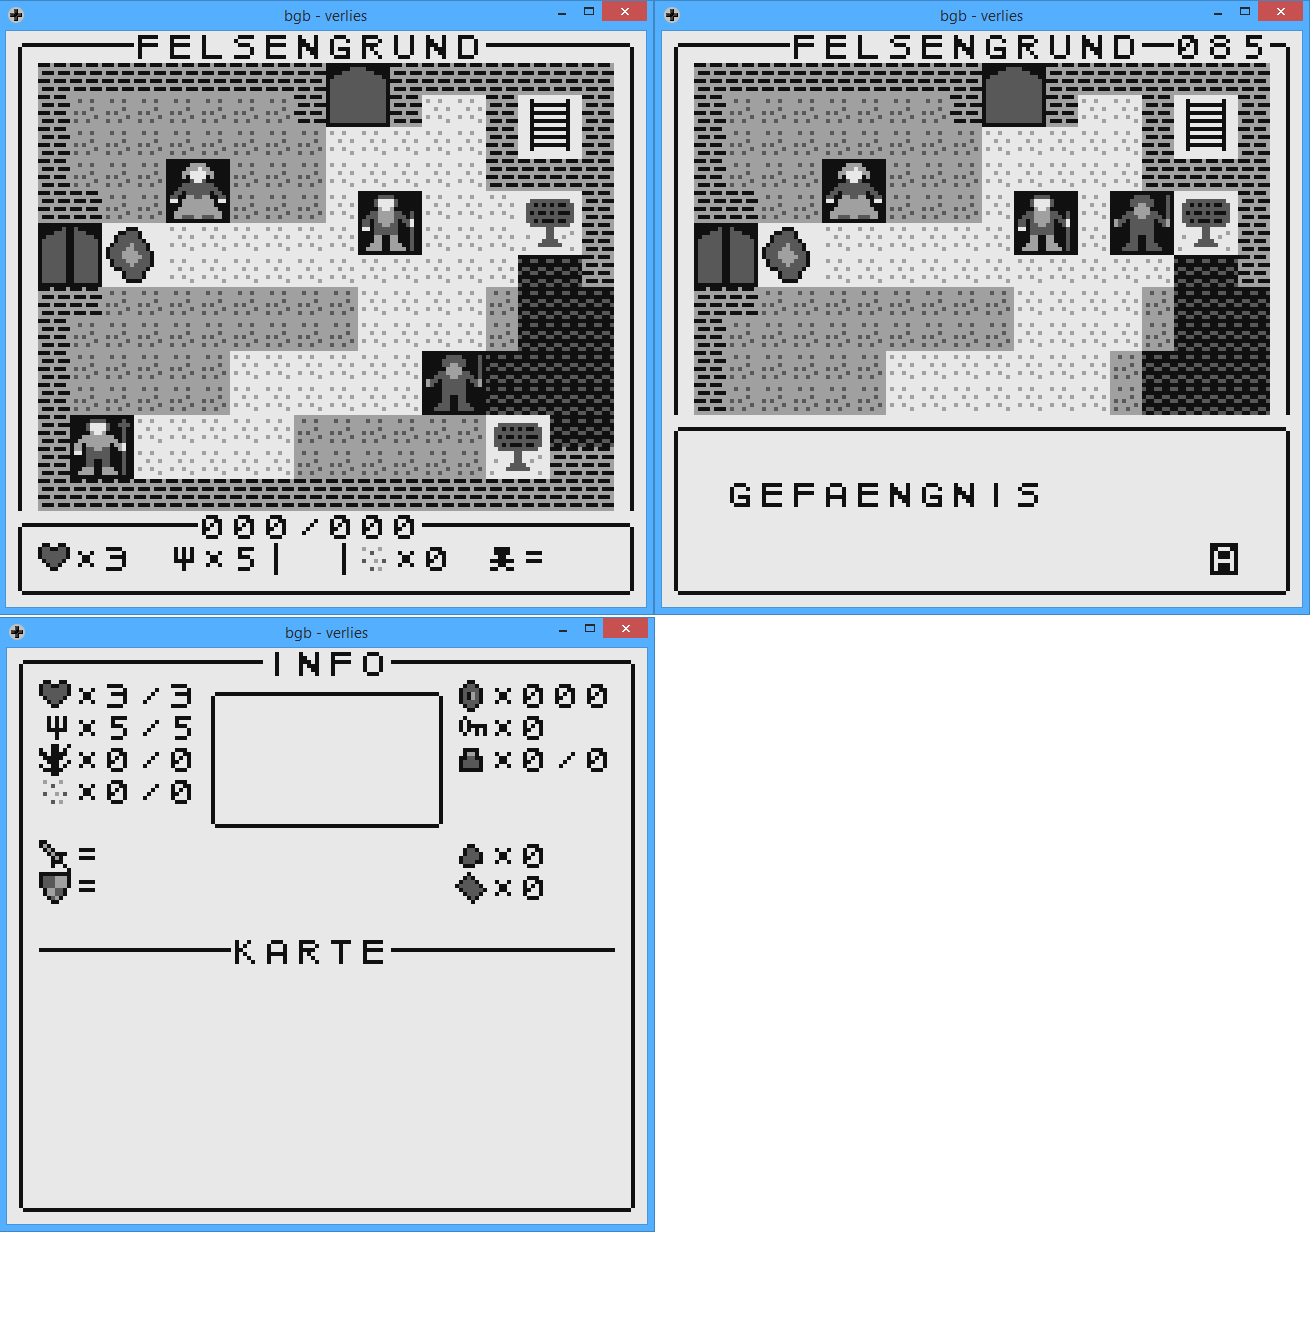 bgb - verlies
FELSENGRUND
000/000
×3 ×5 ×0 =
bgb - verlies
FELSENGRUND 085
GEFAENGNIS
A
bgb - verlies
INFO
×3/3 ×000
×5/5 ×0
×0/0 ×0/0
×0/0
= ×0
= ×0
KARTE